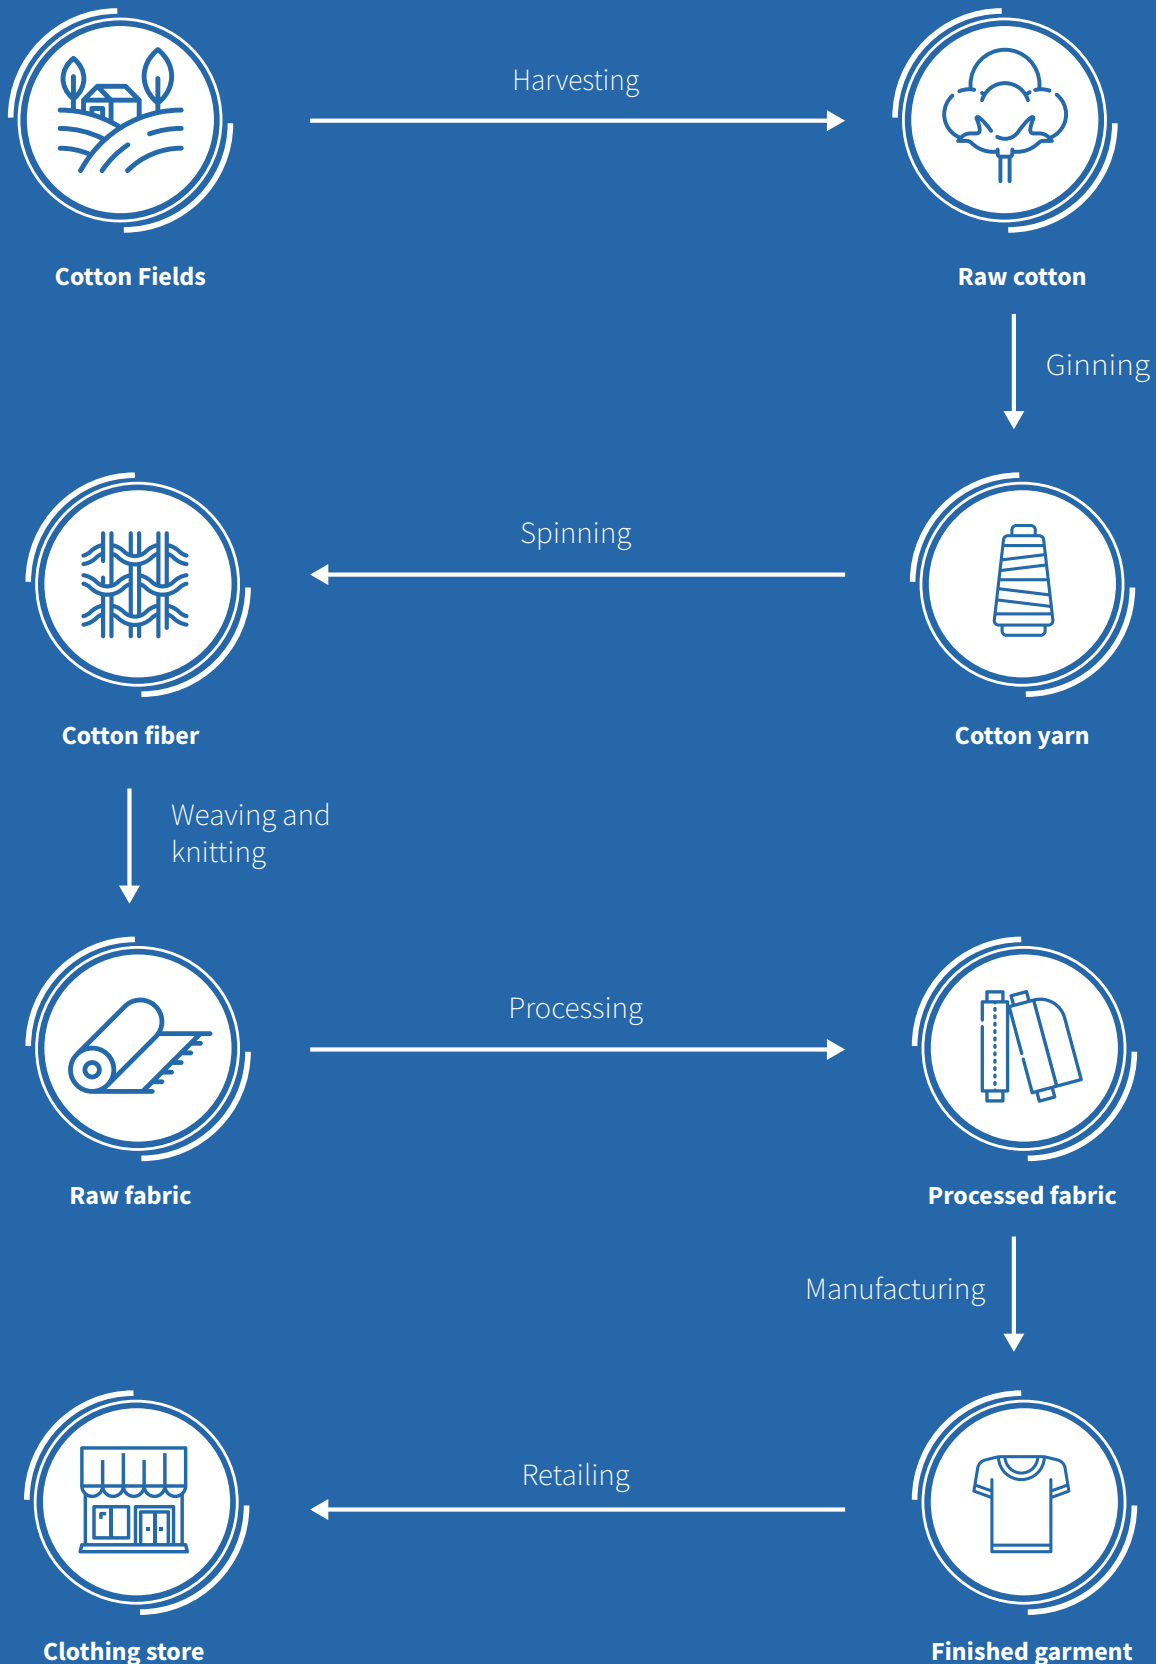 Harvesting
Cotton Fields
Raw cotton
Ginning
Spinning
Cotton yarn
Cotton fiber
Weaving and
knitting
Processing
Raw fabric
Processed fabric
Manufacturing
Retailing
Finished garment
Clothing store